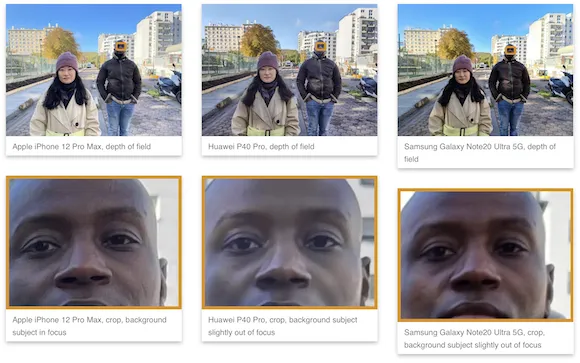 Apple iPhone 12 Pro Max, depth of field
Huawei P40 Pro, depth of field
Samsung Galaxy Note20 Ultra 5G, depth of
field
Apple iPhone 12 Pro Max, crop, background
subject in focus
Huawei P40 Pro, crop, background subject
slightly out of focus
Samsung Galaxy Note20 Ultra 5G, crop,
background subject slightly out of focus